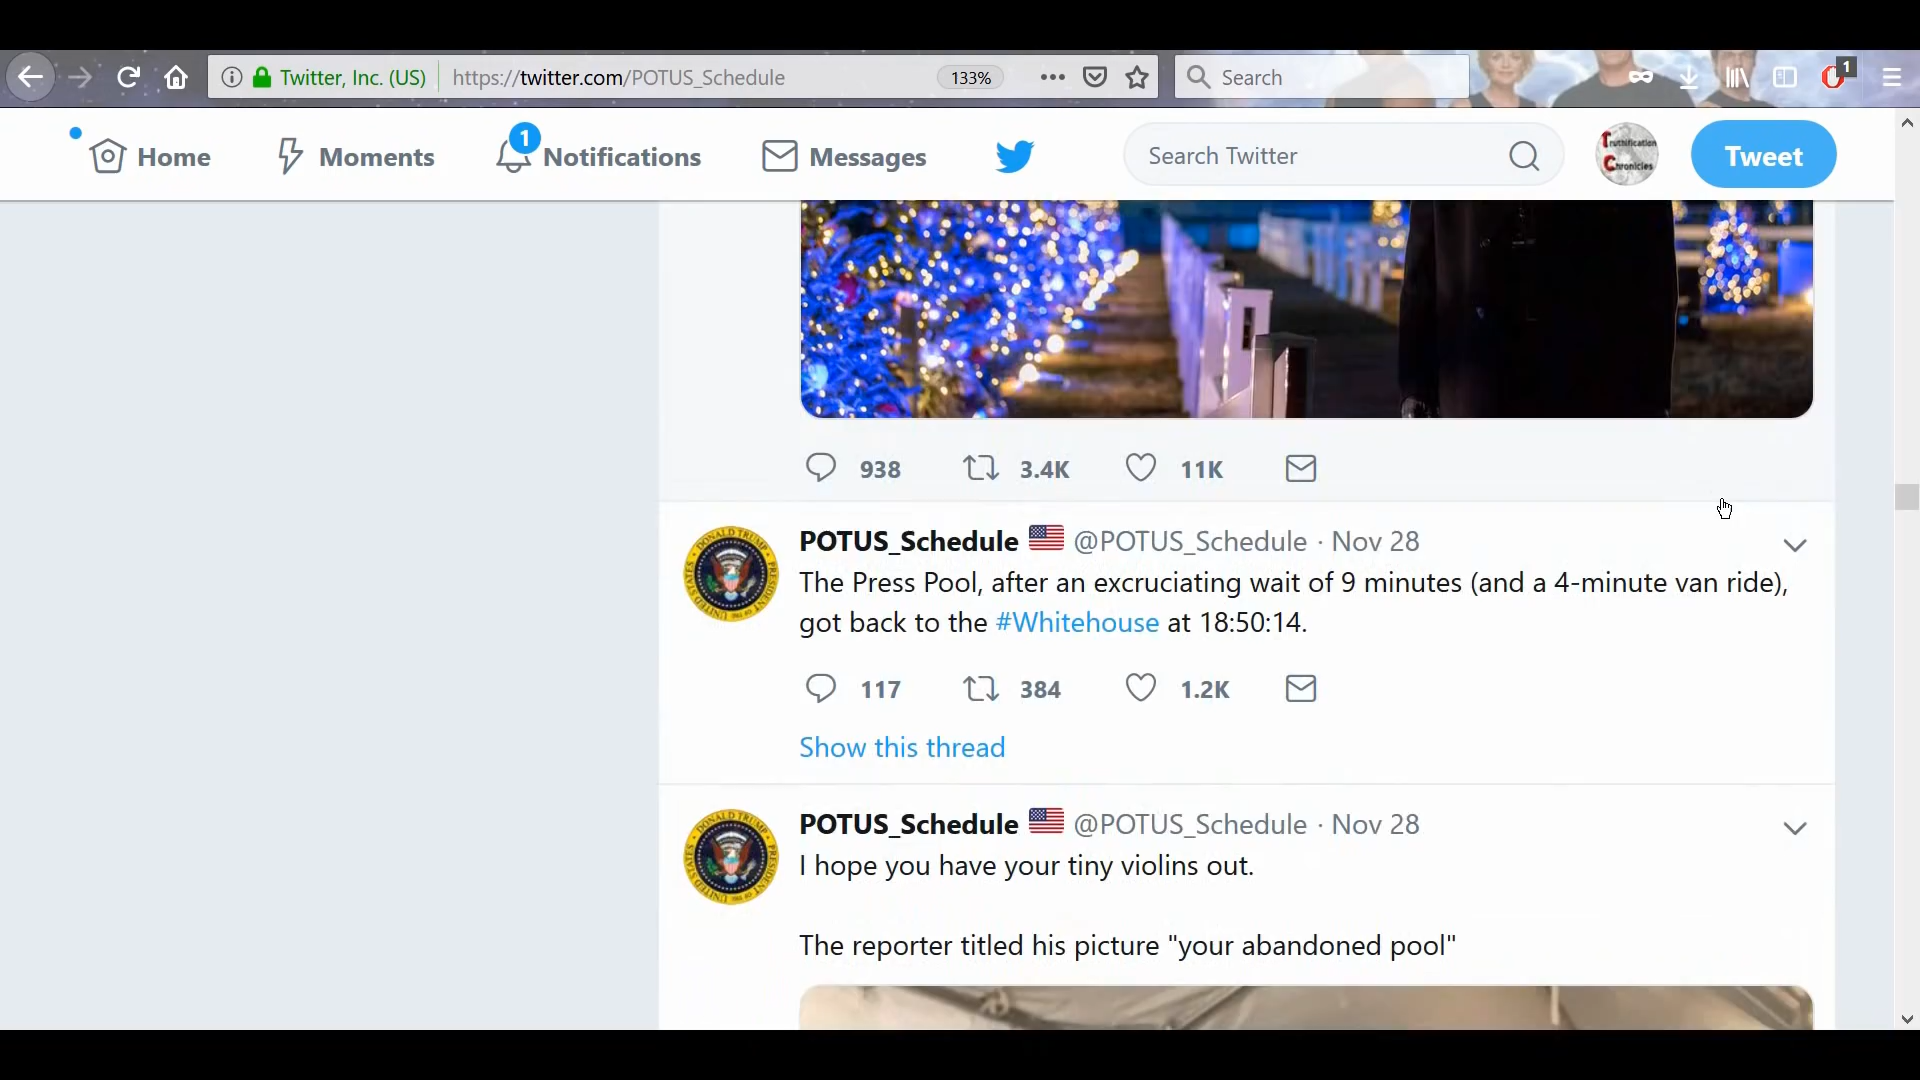 Twitter, Inc. (US) https://twitter.com/POTUS_Schedule 133% Search 1
Home Moments 1 Notifications Messages Search Twitter Truthification Chronicles Tweet
938 3.4K 11K
POTUS_Schedule @POTUS_Schedule · Nov 28
The Press Pool, after an excruciating wait of 9 minutes (and a 4-minute van ride),
got back to the #Whitehouse at 18:50:14.
117 384 1.2K
Show this thread
POTUS_Schedule @POTUS_Schedule · Nov 28
I hope you have your tiny violins out.
The reporter titled his picture "your abandoned pool"